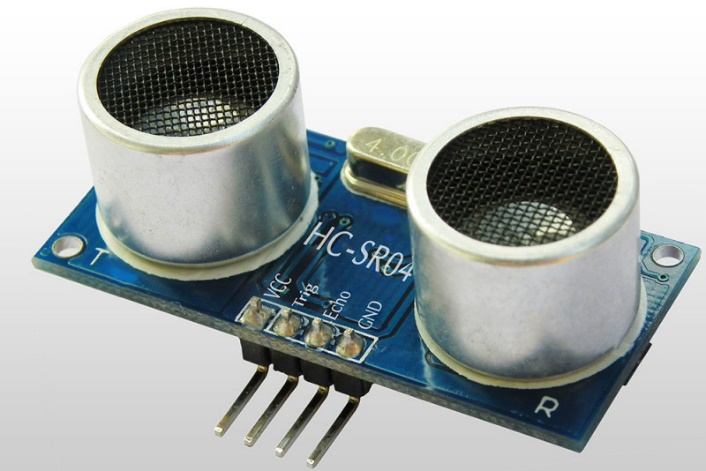 4.00
HC-SR04
VCC
Trig
Echo
GND
T
R